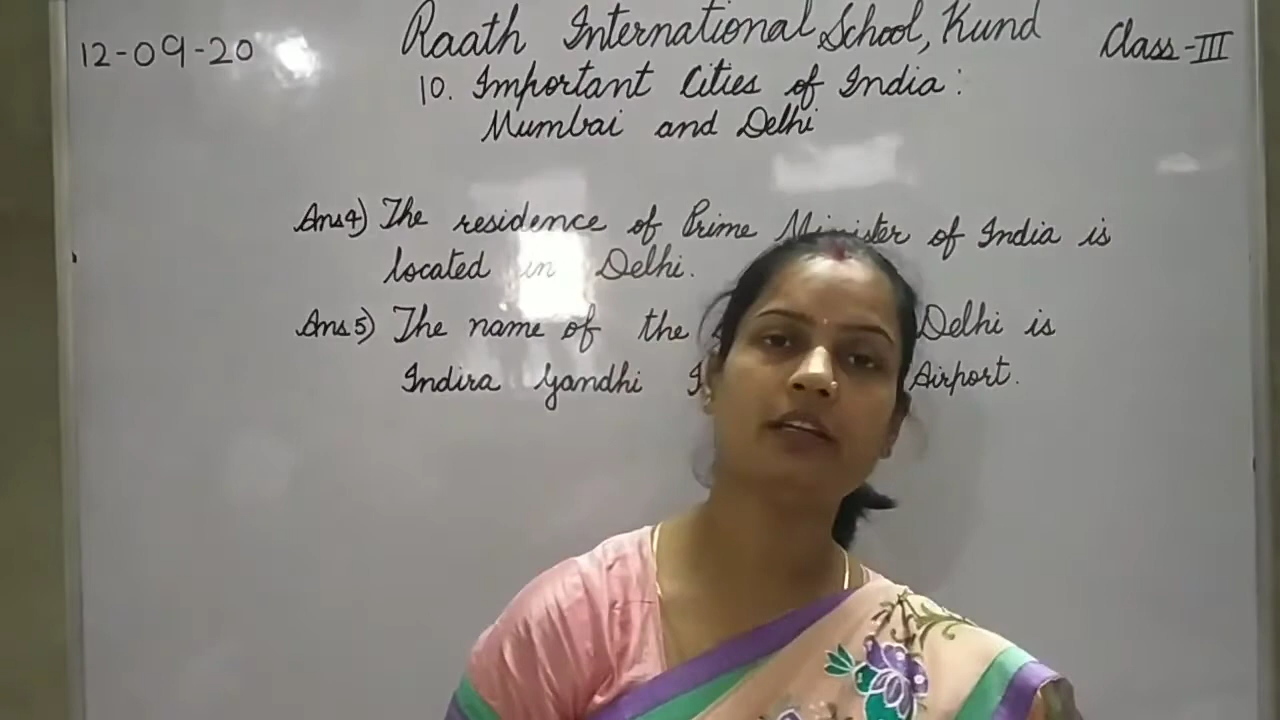 12-09-20
Raath International School, Kund
Class-III
10. Important Cities of India:
Mumbai and Delhi
Ans4) The residence of Prime Minister of India is
located in Delhi.
Ans5) The name of the Delhi is
Indira Gandhi Airport.